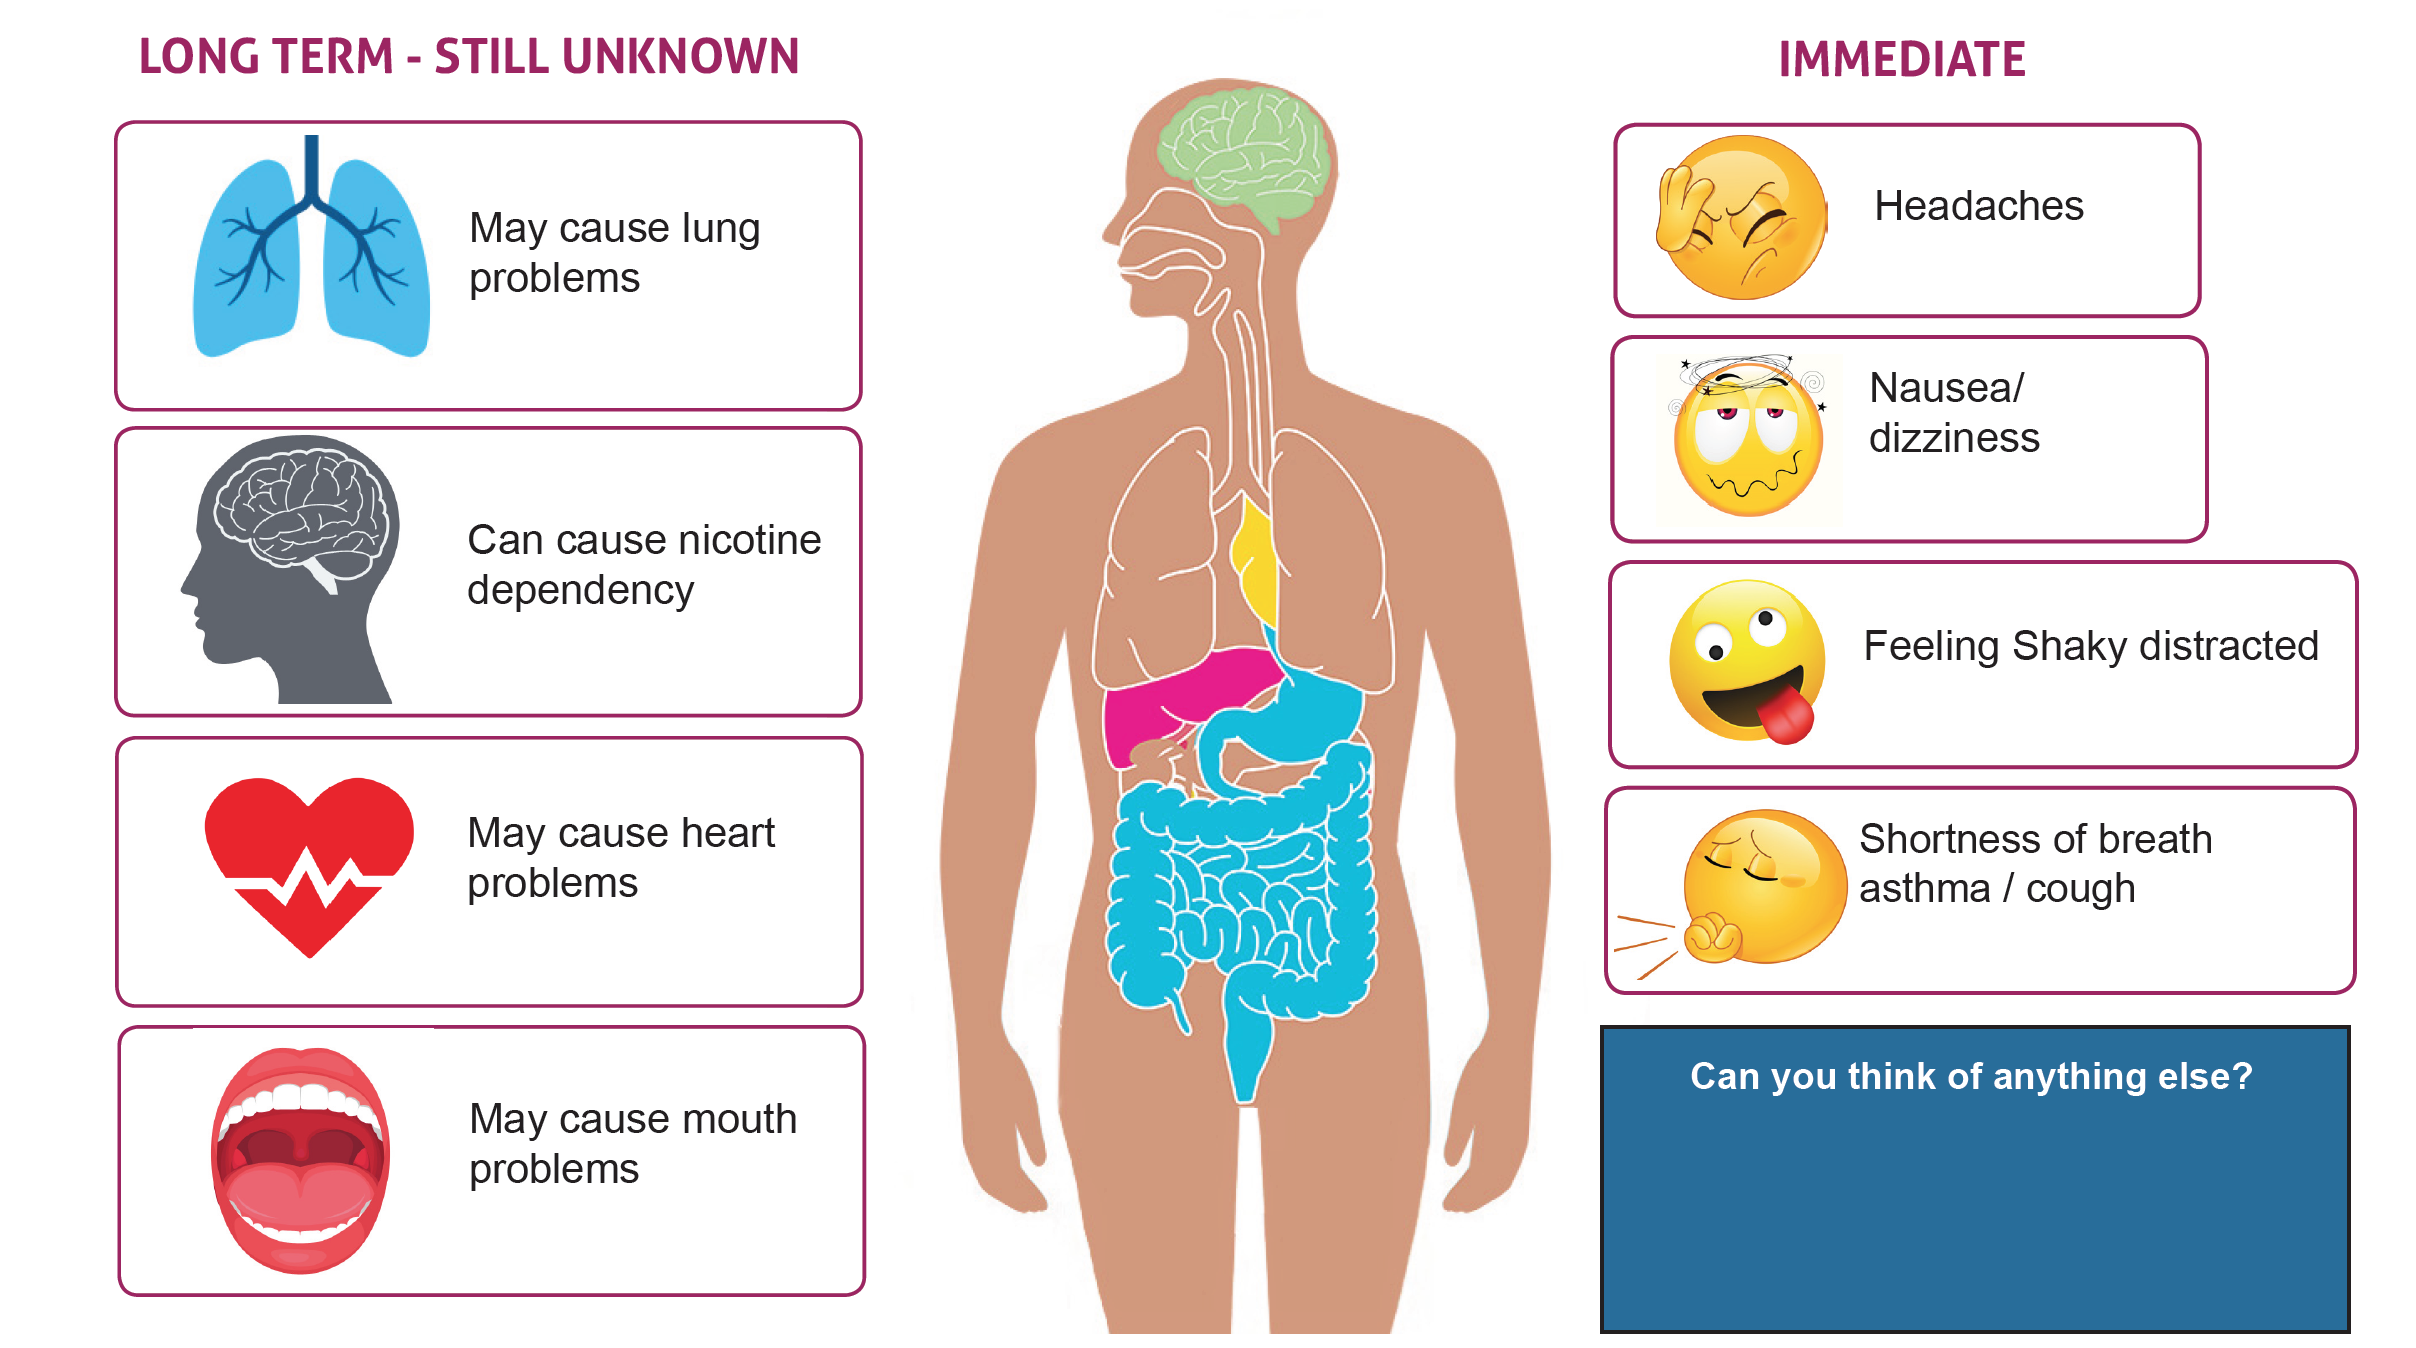 LONG TERM - STILL UNKNOWN
May cause lung
problems
Can cause nicotine
dependency
May cause heart
problems
May cause mouth
problems
IMMEDIATE
Headaches
Nausea/
dizziness
Feeling Shaky distracted
Shortness of breath
asthma / cough
Can you think of anything else?